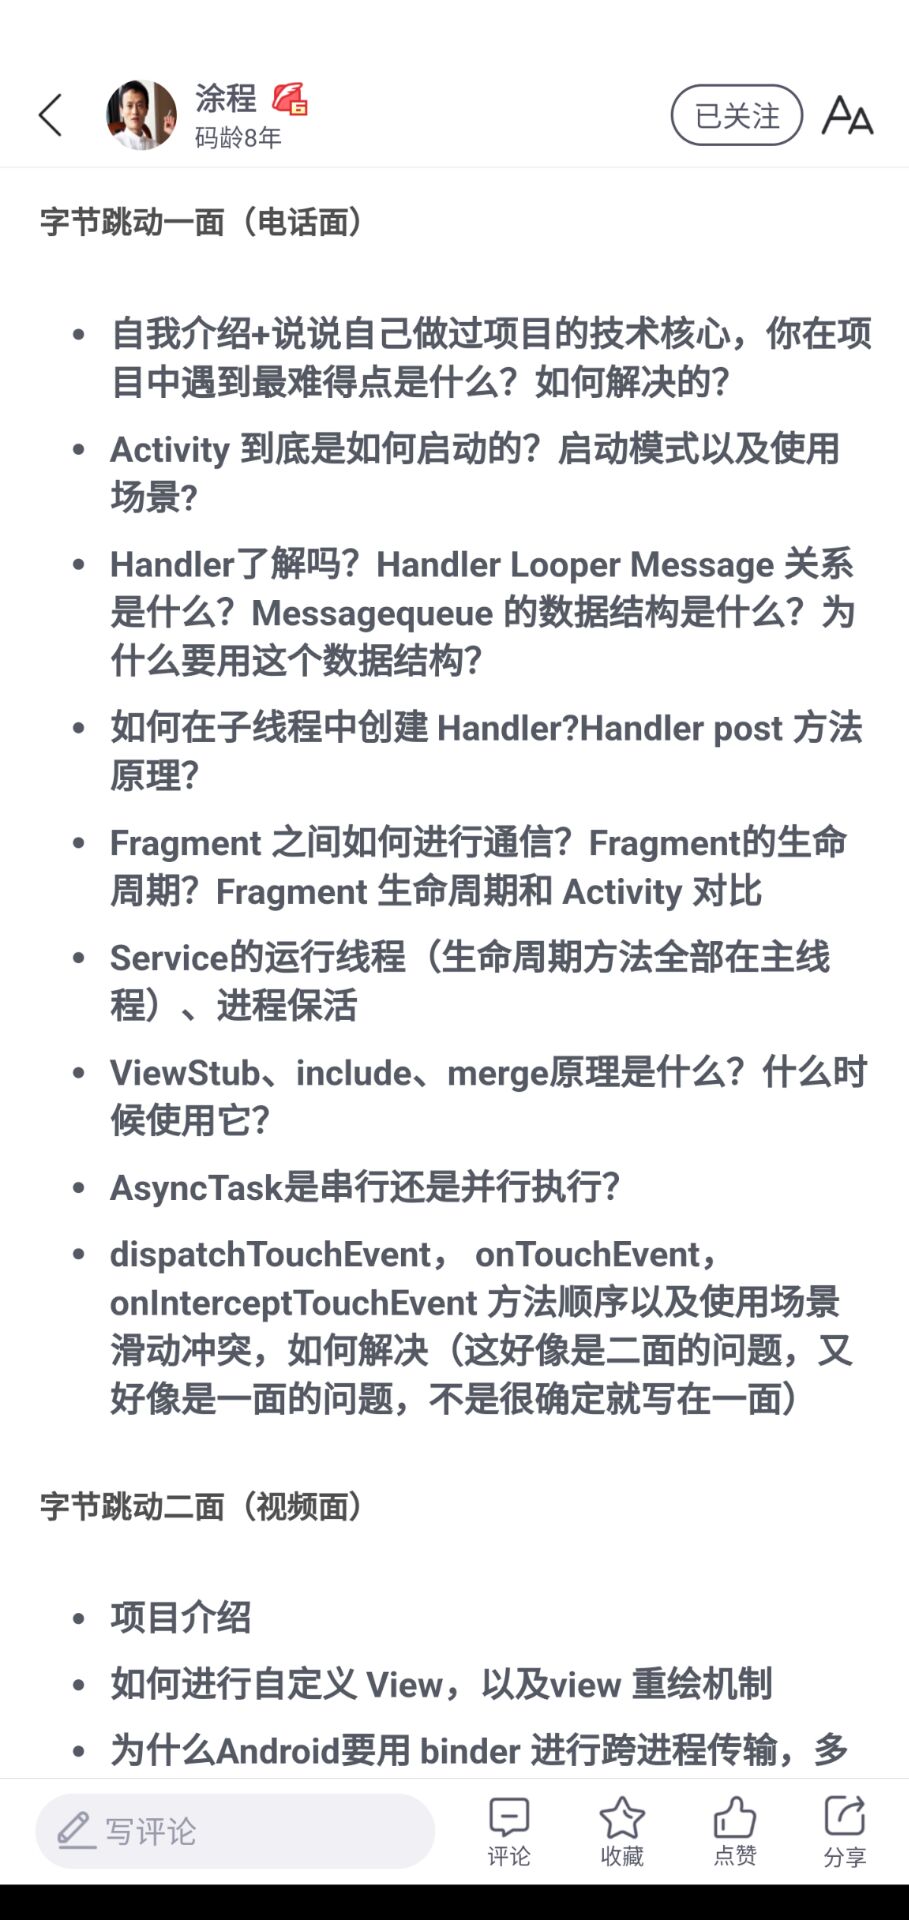 涂程
6
码龄8年
已关注
AA
字节跳动一面（电话面）
自我介绍+说说自己做过项目的技术核心，你在项
目中遇到最难得点是什么？如何解决的？
Activity 到底是如何启动的？启动模式以及使用
场景？
Handler了解吗？Handler Looper Message 关系
是什么？Messagequeue 的数据结构是什么？为
什么要用这个数据结构？
如何在子线程中创建 Handler?Handler post 方法
原理？
Fragment 之间如何进行通信？Fragment的生命
周期？Fragment 生命周期和 Activity 对比
Service的运行线程（生命周期方法全部在主线
程）、进程保活
ViewStub、include、merge原理是什么？什么时
候使用它？
AsyncTask是串行还是并行执行？
dispatchTouchEvent， onTouchEvent，
onInterceptTouchEvent 方法顺序以及使用场景
滑动冲突，如何解决（这好像是二面的问题，又
好像是一面的问题，不是很确定就写在一面）
字节跳动二面（视频面）
项目介绍
如何进行自定义 View，以及view 重绘机制
为什么Android要用 binder 进行跨进程传输，多
写评论
评论
收藏
点赞
分享